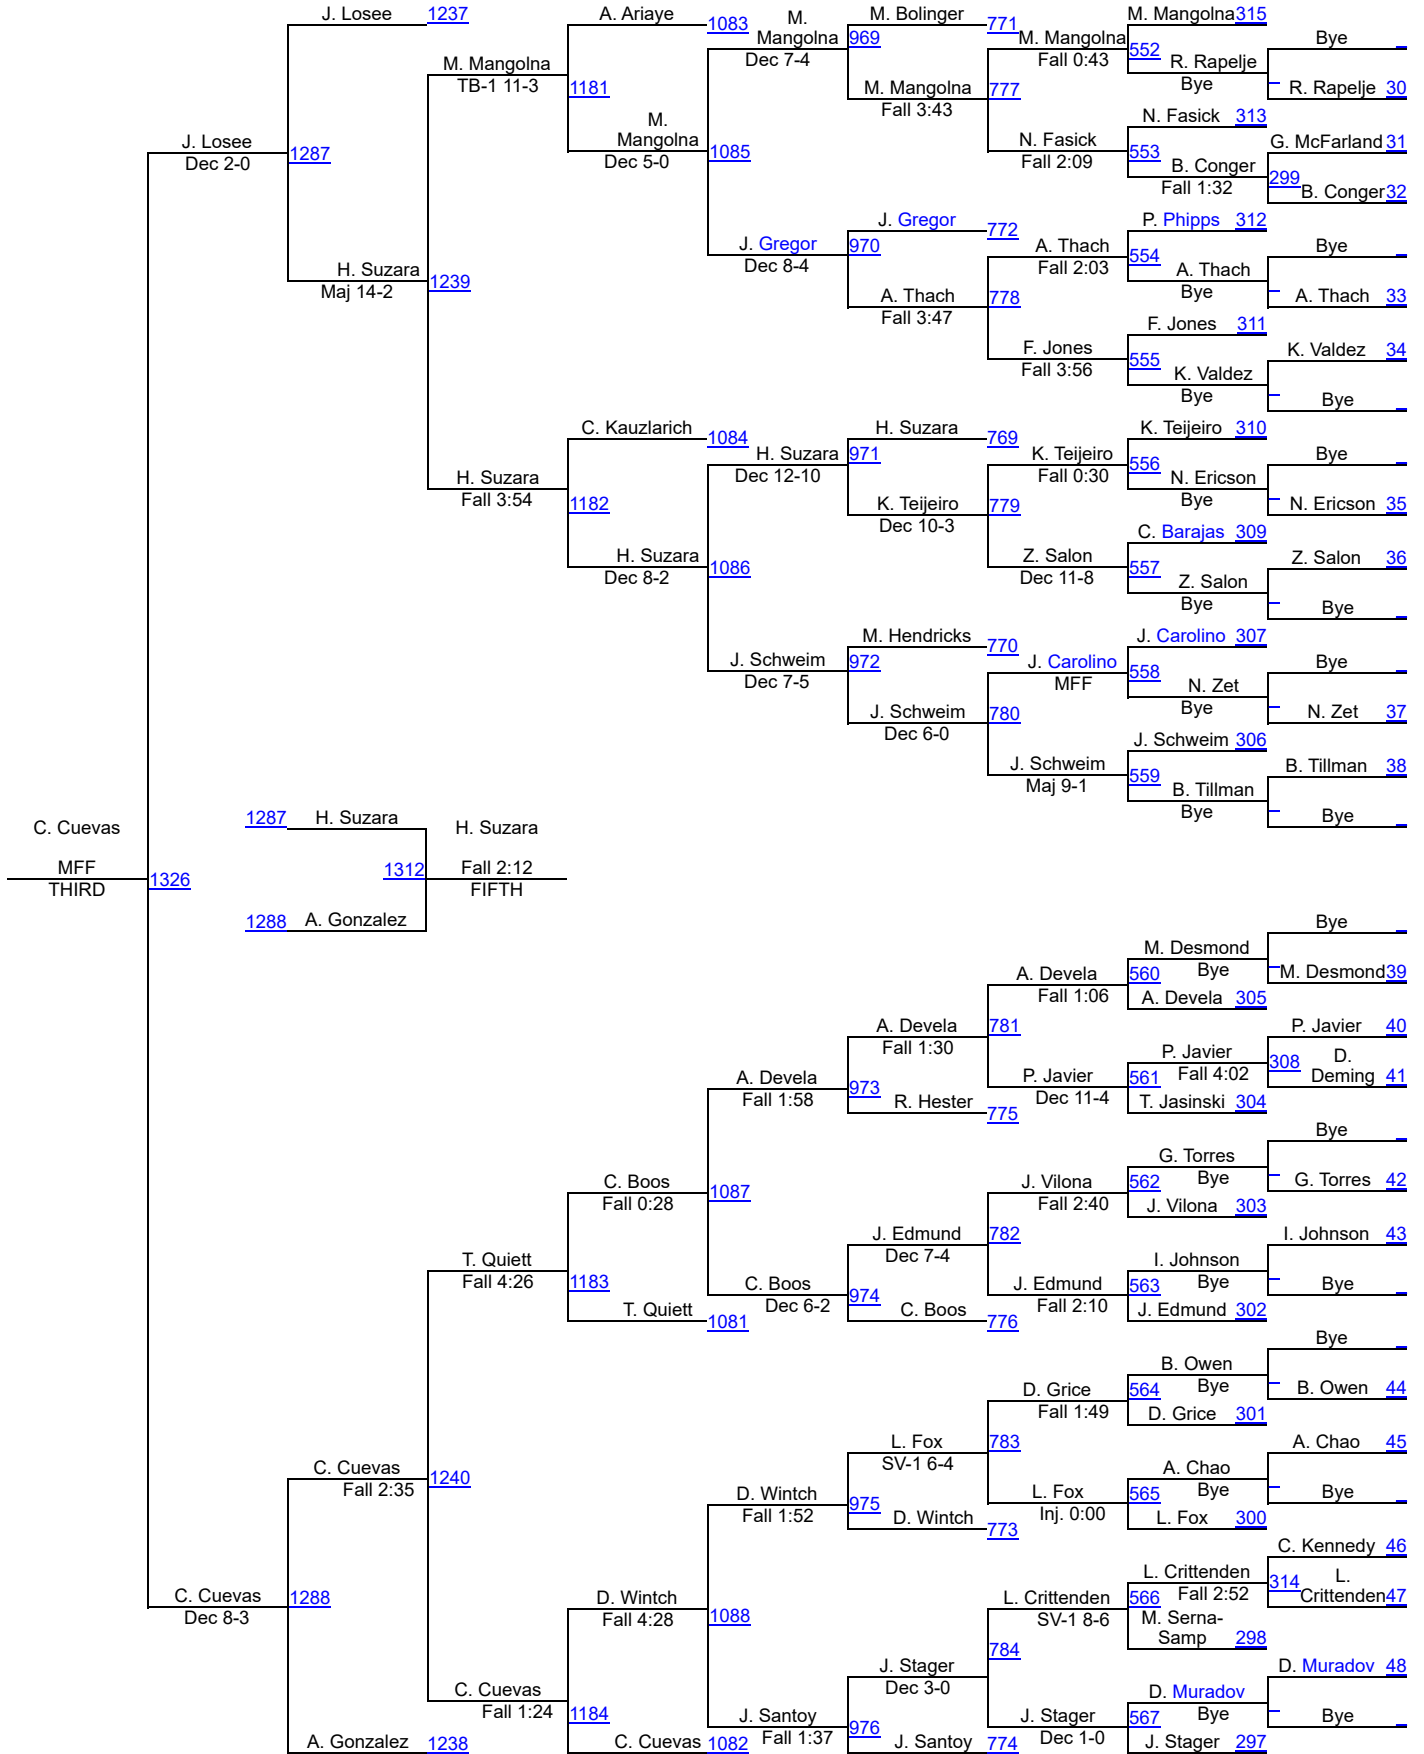 J. Losee 1237
A. Ariaye 1083
M.
Mangolna
Dec 7-4
M. Bolinger 771
969
M. Mangolna 315
M. Mangolna
Fall 0:43
552
Bye
R. Rapelje
Bye
R. Rapelje 30
M. Mangolna
TB-1 11-3
1181
M. Mangolna
Fall 3:43
777
N. Fasick 313
M.
Mangolna
Dec 5-0
1085
N. Fasick
Fall 2:09
553
G. McFarland 31
B. Conger
Fall 1:32
299
B. Conger 32
J. Losee
Dec 2-0
1287
J. Gregor 772
P. Phipps 312
J. Gregor
Dec 8-4
970
A. Thach
Fall 2:03
554
Bye
A. Thach
Bye
A. Thach 33
H. Suzara
Maj 14-2
1239
A. Thach
Fall 3:47
778
F. Jones 311
F. Jones
Fall 3:56
555
K. Valdez 34
K. Valdez
Bye
Bye
C. Kauzlarich 1084
H. Suzara 769
K. Teijeiro 310
H. Suzara
Dec 12-10
971
K. Teijeiro
Fall 0:30
556
Bye
N. Ericson
Bye
N. Ericson 35
H. Suzara
Fall 3:54
1182
K. Teijeiro
Dec 10-3
779
C. Barajas 309
H. Suzara
Dec 8-2
1086
Z. Salon
Dec 11-8
557
Z. Salon 36
Z. Salon
Bye
Bye
M. Hendricks 770
J. Carolino 307
J. Schweim
Dec 7-5
972
J. Carolino
MFF
558
Bye
N. Zet
Bye
N. Zet 37
J. Schweim
Dec 6-0
780
J. Schweim 306
J. Schweim
Maj 9-1
559
B. Tillman 38
B. Tillman
Bye
Bye
C. Cuevas
MFF
THIRD
1326
1287 H. Suzara
H. Suzara
1312 Fall 2:12
FIFTH
1288 A. Gonzalez
Bye
M. Desmond
Bye
M. Desmond 39
A. Devela
Fall 1:06
560
A. Devela 305
A. Devela
Fall 1:30
781
P. Javier 40
P. Javier
Fall 4:02
308
D.
Deming 41
A. Devela
Fall 1:58
973
R. Hester 775
P. Javier
Dec 11-4
561
T. Jasinski 304
C. Boos
Fall 0:28
1087
J. Vilona
Fall 2:40
562
G. Torres
Bye
Bye
G. Torres 42
J. Vilona 303
J. Edmund
Dec 7-4
782
I. Johnson 43
T. Quiett
Fall 4:26
1183
T. Quiett 1081
C. Boos
Dec 6-2
974
C. Boos 776
J. Edmund
Fall 2:10
563
I. Johnson
Bye
Bye
J. Edmund 302
Bye
D. Grice
Fall 1:49
564
B. Owen
Bye
B. Owen 44
D. Grice 301
L. Fox
SV-1 6-4
783
A. Chao 45
C. Cuevas
Fall 2:35
1240
D. Wintch
Fall 1:52
975
D. Wintch 773
L. Fox
Inj. 0:00
565
A. Chao
Bye
Bye
L. Fox 300
C. Kennedy 46
C. Cuevas
Dec 8-3
1288
D. Wintch
Fall 4:28
1088
L. Crittenden
SV-1 8-6
566
L. Crittenden
Fall 2:52
314
L.
Crittenden 47
M. Serna-
Samp 298
J. Stager
Dec 3-0
784
D. Muradov 48
C. Cuevas
Fall 1:24
1184
J. Santoy
Fall 1:37
976
J. Stager
Dec 1-0
567
D. Muradov
Bye
Bye
A. Gonzalez 1238
C. Cuevas 1082
J. Santoy 774
J. Stager 297